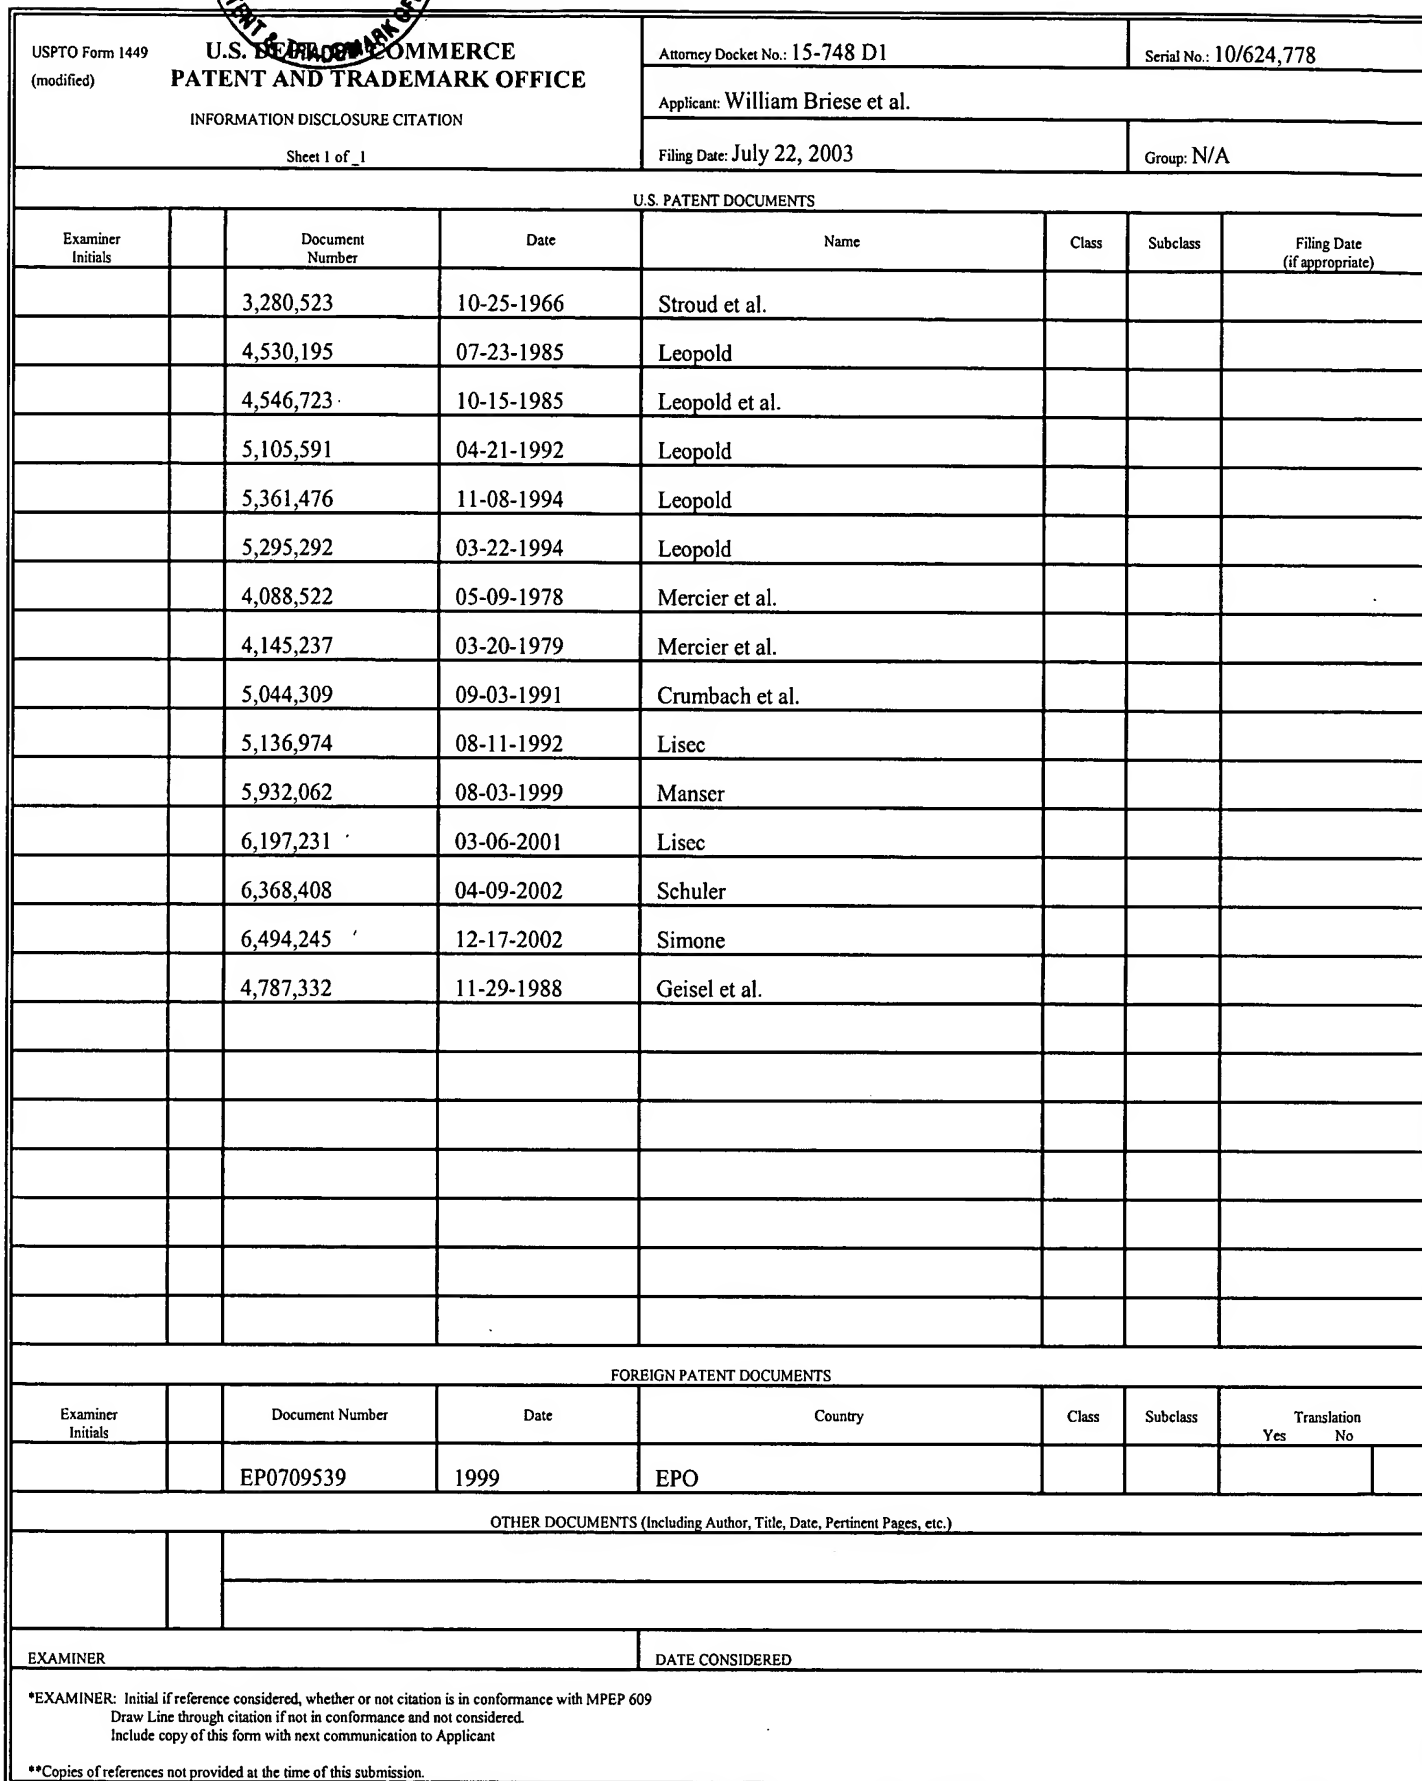 USPTO Form 1449
(modified)
U.S. DEPT. OF COMMERCE
PATENT AND TRADEMARK OFFICE
INFORMATION DISCLOSURE CITATION
Sheet 1 of _1
ENT & TRADEMARK OF
Attorney Docket No.: 15-748 D1
Serial No.: 10/624,778
Applicant: William Briese et al.
Filing Date: July 22, 2003
Group: N/A
U.S. PATENT DOCUMENTS
Examiner Initials Document Number Date Name Class Subclass Filing Date (if appropriate)
3,280,523 10-25-1966 Stroud et al.
4,530,195 07-23-1985 Leopold
4,546,723 10-15-1985 Leopold et al.
5,105,591 04-21-1992 Leopold
5,361,476 11-08-1994 Leopold
5,295,292 03-22-1994 Leopold
4,088,522 05-09-1978 Mercier et al.
4,145,237 03-20-1979 Mercier et al.
5,044,309 09-03-1991 Crumbach et al.
5,136,974 08-11-1992 Lisec
5,932,062 08-03-1999 Manser
6,197,231 03-06-2001 Lisec
6,368,408 04-09-2002 Schuler
6,494,245 12-17-2002 Simone
4,787,332 11-29-1988 Geisel et al.
FOREIGN PATENT DOCUMENTS
Examiner Initials Document Number Date Country Class Subclass Translation Yes No
EP0709539 1999 EPO
OTHER DOCUMENTS (Including Author, Title, Date, Pertinent Pages, etc.)
EXAMINER
DATE CONSIDERED
*EXAMINER: Initial if reference considered, whether or not citation is in conformance with MPEP 609
Draw Line through citation if not in conformance and not considered.
Include copy of this form with next communication to Applicant
**Copies of references not provided at the time of this submission.